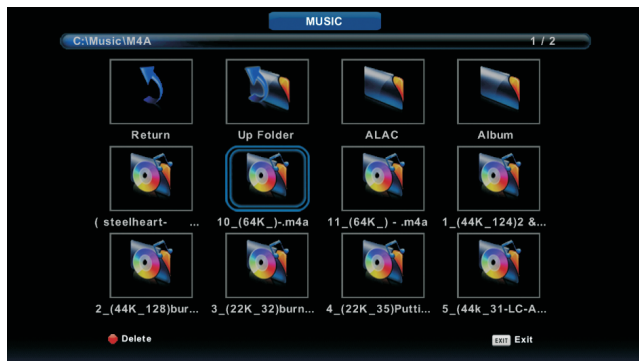 MUSIC
C:\Music\M4A 1 / 2
Return Up Folder ALAC Album
( steelheart- ... 10_(64K_)-.m4a 11_(64K_) - .m4a 1_(44K_124)2 &...
2_(44K_128)bur... 3_(22K_32)burn... 4_(22K_35)Putti... 5_(44k_31-LC-A...
Delete EXIT Exit